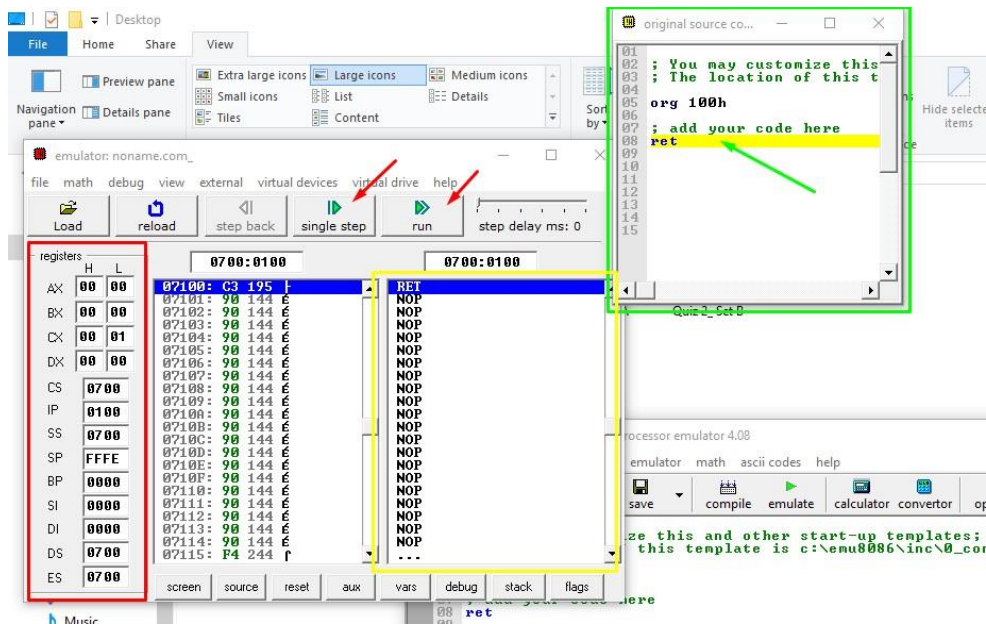 Desktop
File Home Share View
Navigation pane
Preview pane
Details pane
Extra large icons Large icons Medium icons
Small icons List Details
Tiles Content
Sort by
Hide selected items
original source co...
01
02 ; You may customize this
03 ; The location of this t
04
05 org 100h
06
07 ; add your code here
08 ret
09
10
11
12
13
14
15
Quiz 2_ Set B
emulator: noname.com_
file math debug view external virtual devices virtual drive help
Load reload step back single step run step delay ms: 0
registers
H L
0700:0100 0700:0100
AX 00 00
BX 00 00
CX 00 01
DX 00 00
CS 0700
IP 0100
SS 0700
SP FFFE
BP 0000
SI 0000
DI 0000
DS 0700
ES 0700
07100: C3 195 ├ RET
07101: 90 144 É NOP
07102: 90 144 É NOP
07103: 90 144 É NOP
07104: 90 144 É NOP
07105: 90 144 É NOP
07106: 90 144 É NOP
07107: 90 144 É NOP
07108: 90 144 É NOP
07109: 90 144 É NOP
0710A: 90 144 É NOP
0710B: 90 144 É NOP
0710C: 90 144 É NOP
0710D: 90 144 É NOP
0710E: 90 144 É NOP
0710F: 90 144 É NOP
07110: 90 144 É NOP
07111: 90 144 É NOP
07112: 90 144 É NOP
07113: 90 144 É NOP
07114: 90 144 É NOP
07115: F4 244 ⌠ ...
screen source reset aux vars debug stack flags
Music
rocessor emulator 4.08
emulator math ascii codes help
save compile emulate calculator convertor op
ze this and other start-up templates;
this template is c:\emu8086\inc\0_com
; add your code here
08 ret